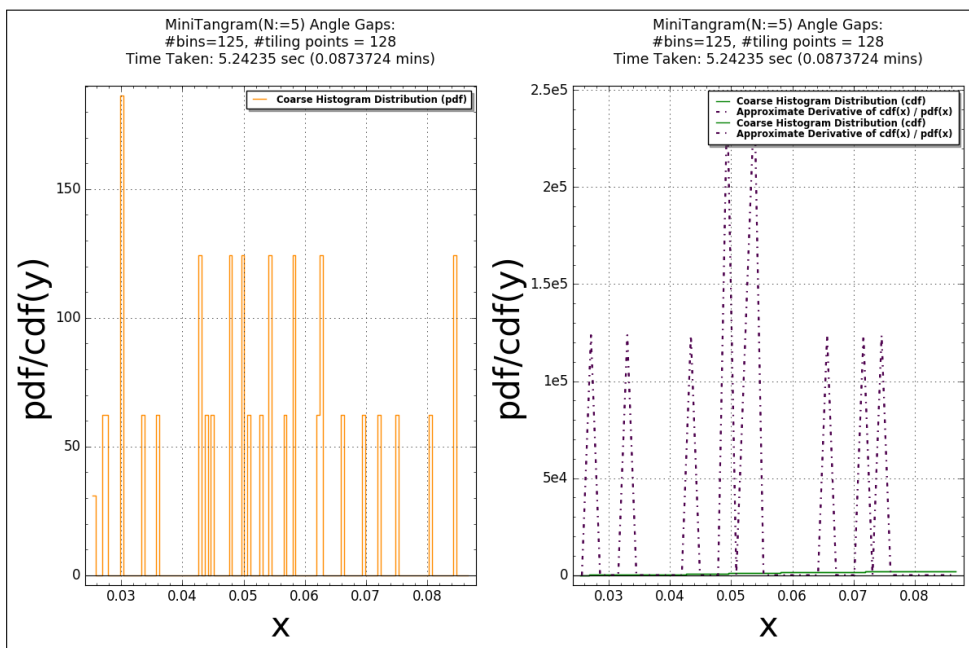 MiniTangram(N:=5) Angle Gaps:
#bins=125, #tiling points = 128
Time Taken: 5.24235 sec (0.0873724 mins)
Coarse Histogram Distribution (pdf)
pdf/cdf(y)
150
100
50
0
0.03 0.04 0.05 0.06 0.07 0.08
x
MiniTangram(N:=5) Angle Gaps:
#bins=125, #tiling points = 128
Time Taken: 5.24235 sec (0.0873724 mins)
Coarse Histogram Distribution (cdf)
Approximate Derivative of cdf(x) / pdf(x)
Coarse Histogram Distribution (cdf)
Approximate Derivative of cdf(x) / pdf(x)
pdf/cdf(y)
2.5e5
2e5
1.5e5
1e5
5e4
0
0.03 0.04 0.05 0.06 0.07 0.08
x